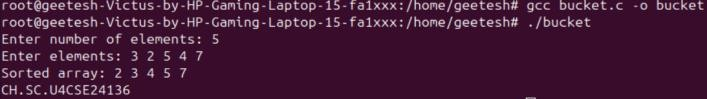 root@geetesh-Victus-by-HP-Gaming-Laptop-15-fa1xxx:/home/geetesh# gcc bucket.c -o bucket
root@geetesh-Victus-by-HP-Gaming-Laptop-15-fa1xxx:/home/geetesh# ./bucket
Enter number of elements: 5
Enter elements: 3 2 5 4 7
Sorted array: 2 3 4 5 7
CH.SC.U4CSE24136